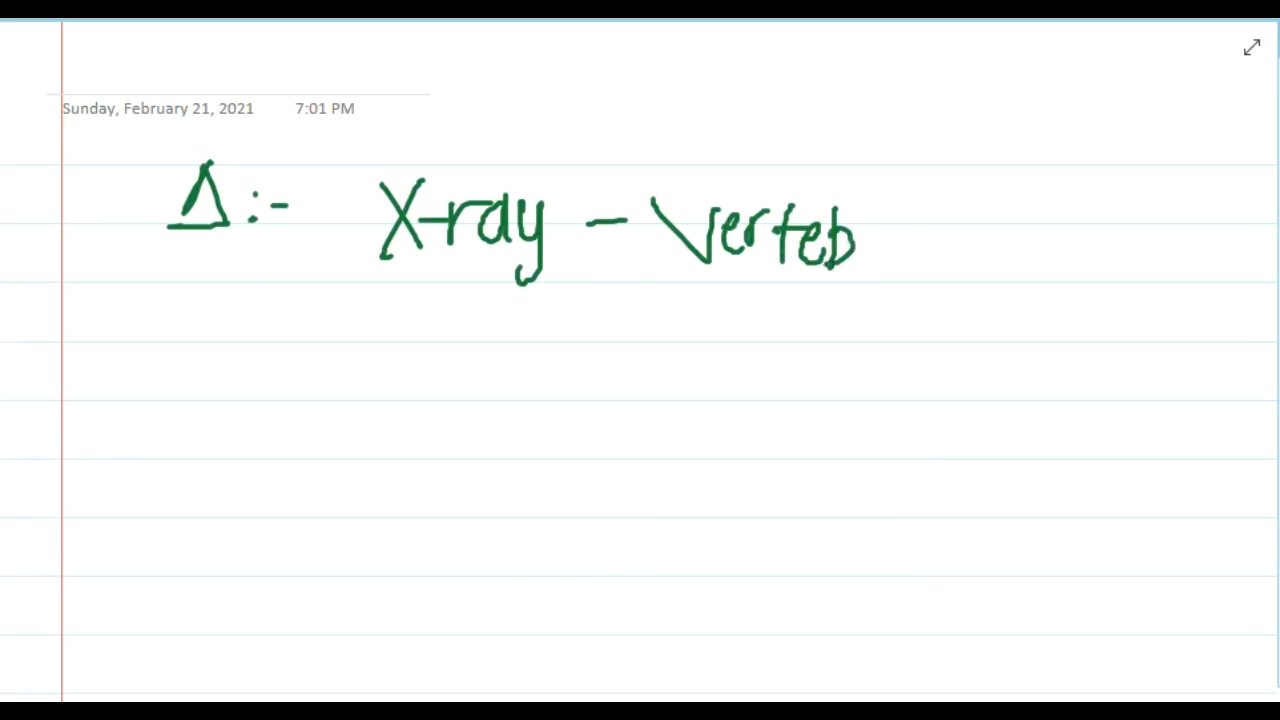 Sunday, February 21, 2021 7:01 PM
Δ :- X-ray - Verteb